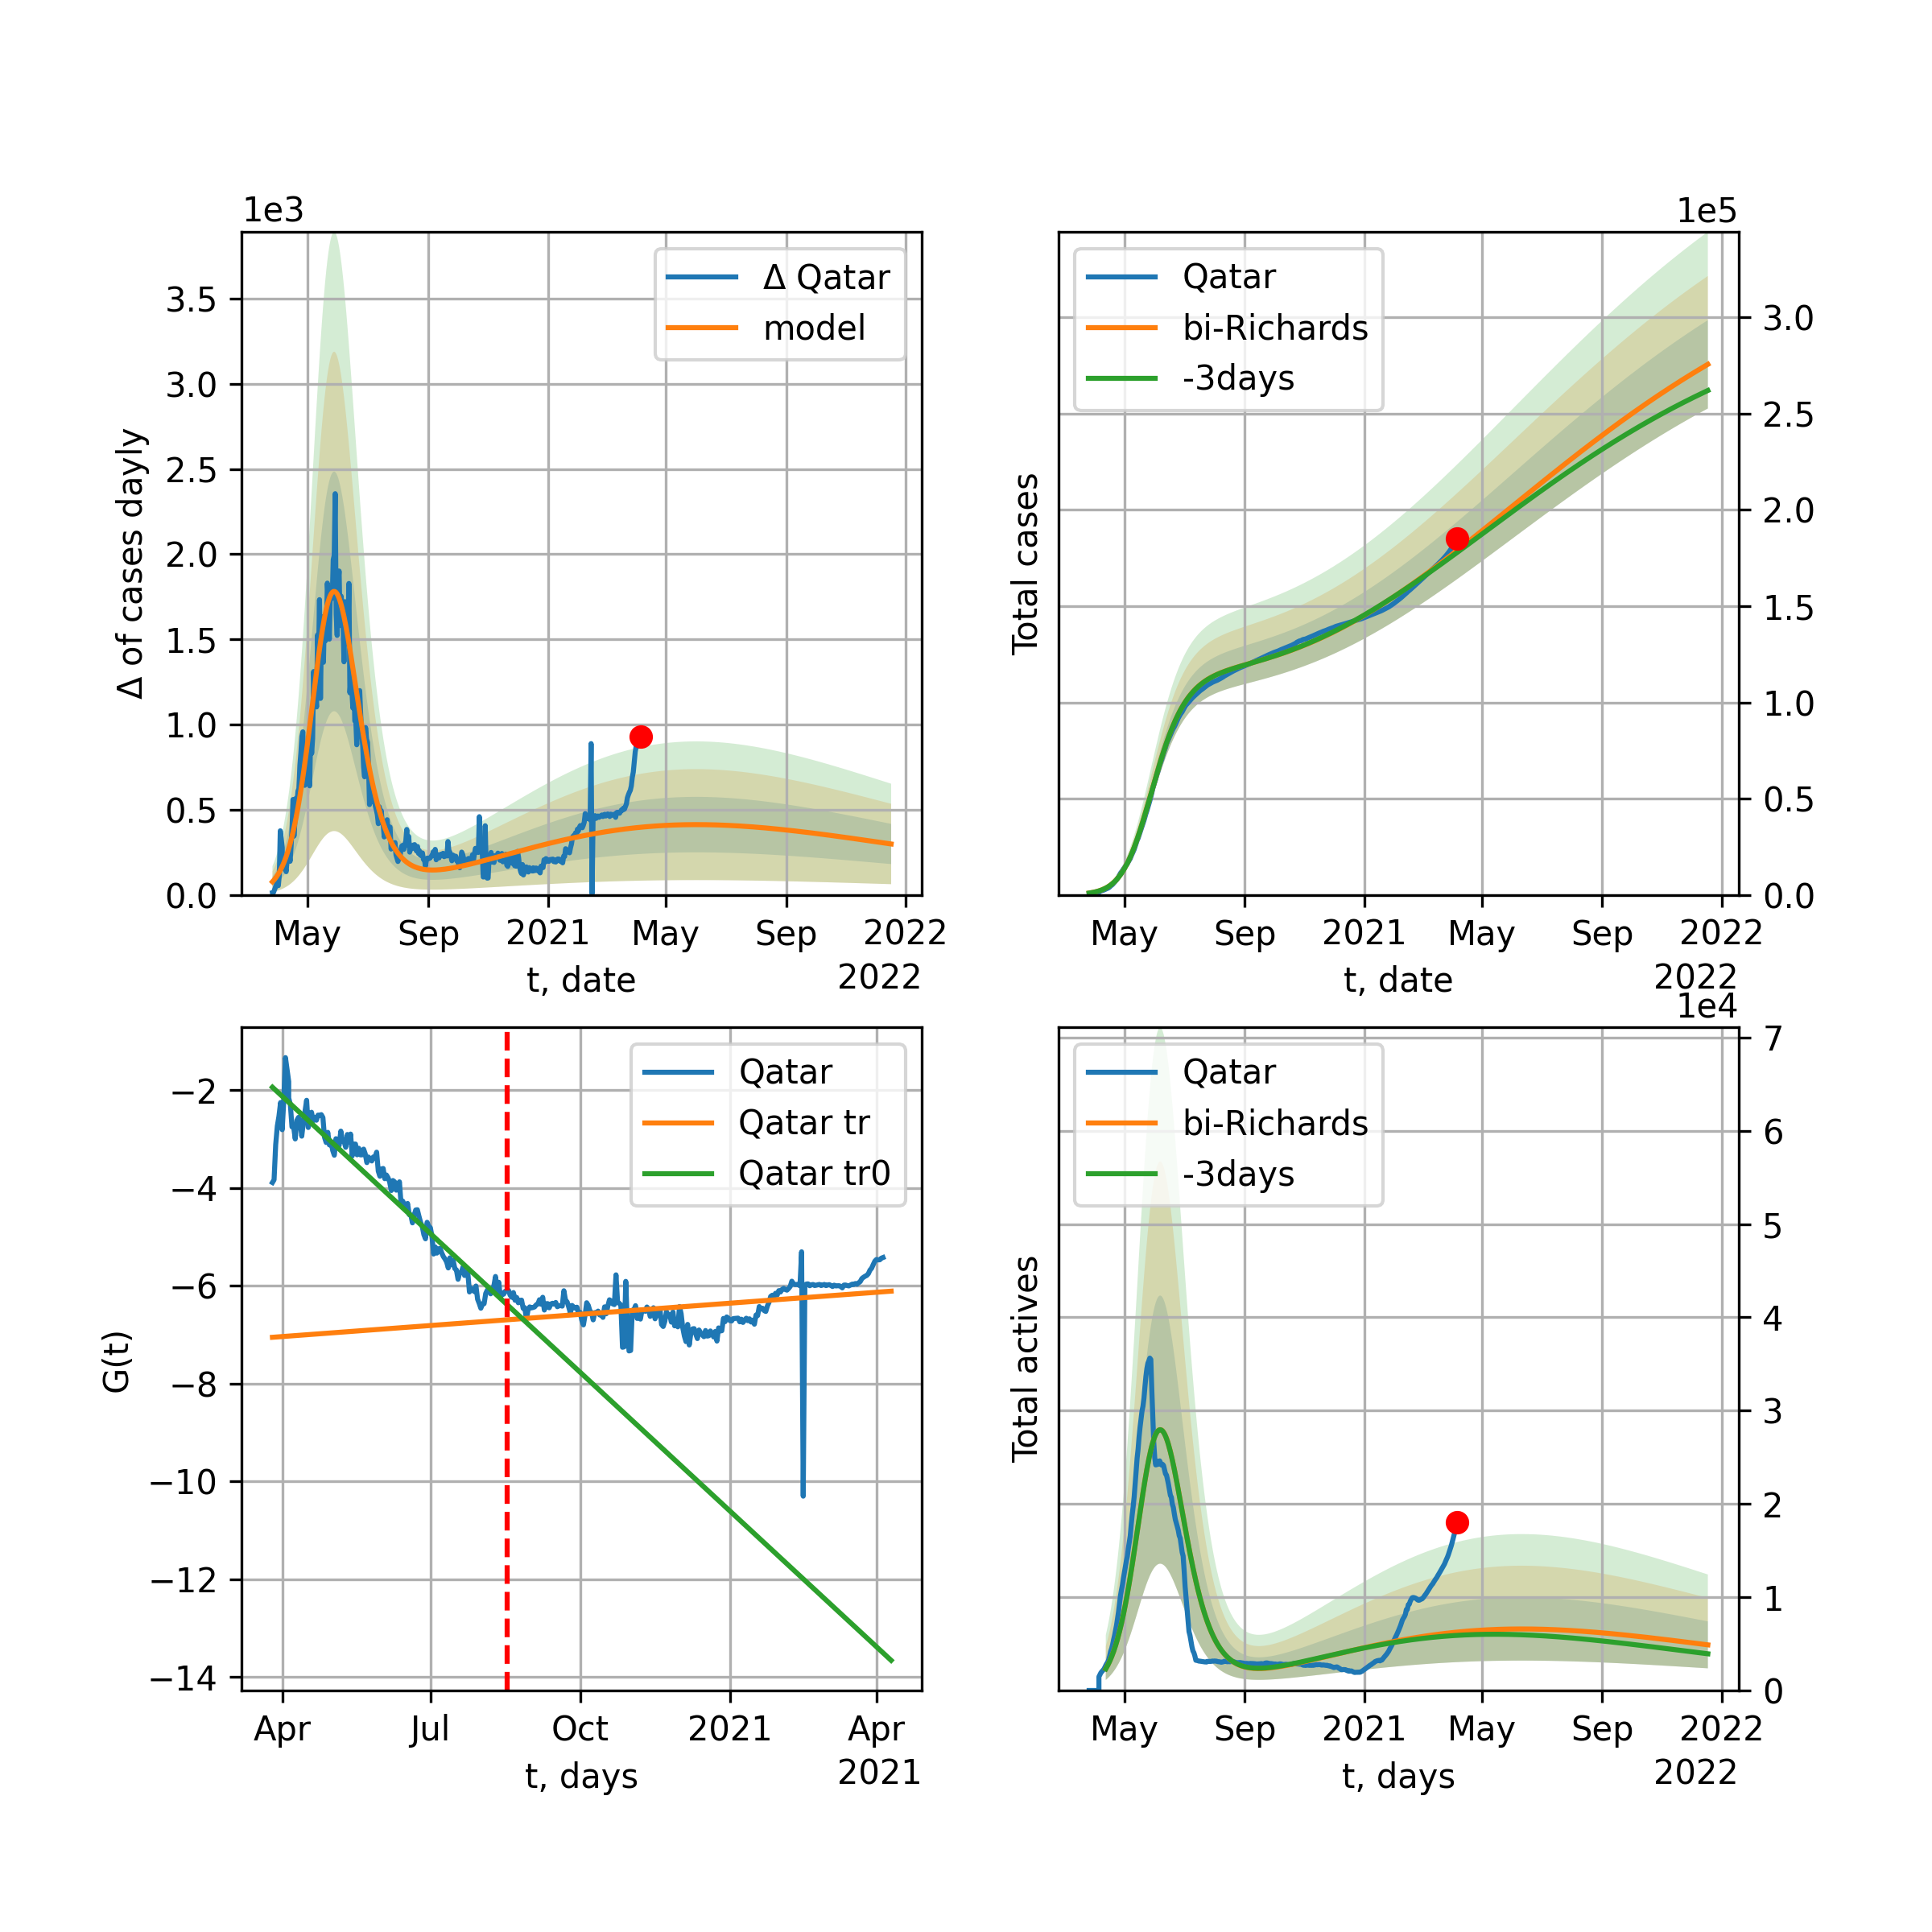 1e3
3.5
3.0
2.5
2.0
1.5
1.0
0.5
0.0
Δ of cases dayly
Δ Qatar
model
May Sep 2021 May Sep 2022
t, date
2022
1e5
Total cases
Qatar
bi-Richards
-3days
3.0
2.5
2.0
1.5
1.0
0.5
0.0
May Sep 2021 May Sep 2022
t, date
2022
G(t)
−2
−4
−6
−8
−10
−12
−14
Qatar
Qatar tr
Qatar tr0
Apr Jul Oct 2021 Apr
t, days
2021
1e4
Total actives
Qatar
bi-Richards
-3days
7
6
5
4
3
2
1
0
May Sep 2021 May Sep 2022
t, days
2022